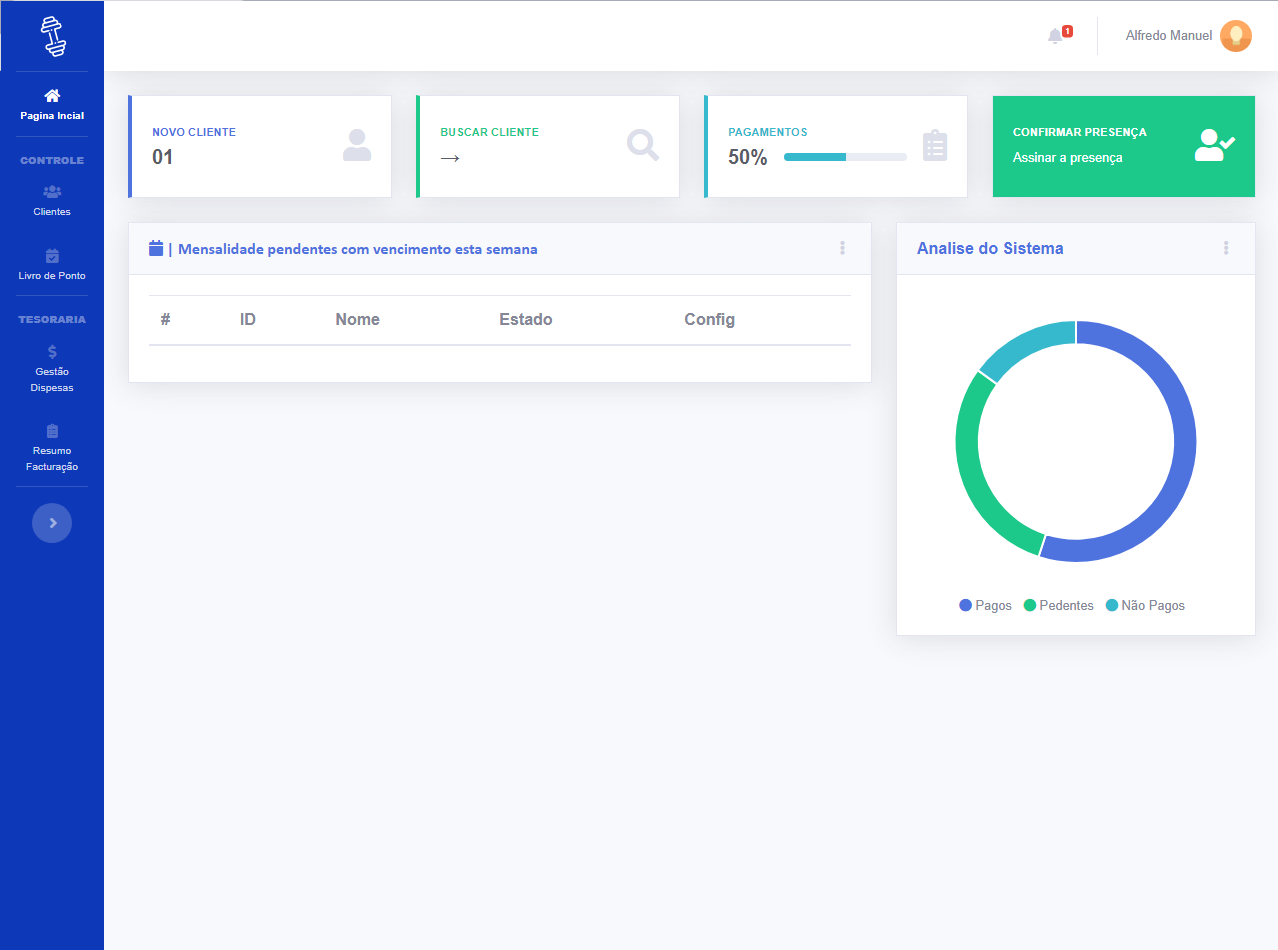 1
Alfredo Manuel
Pagina Incial
CONTROLE
Clientes
Livro de Ponto
TESORARIA
Gestão
Dispesas
Resumo
Facturação
NOVO CLIENTE
01
BUSCAR CLIENTE
→
PAGAMENTOS
50%
CONFIRMAR PRESENÇA
Assinar a presença
| Mensalidade pendentes com vencimento esta semana
# ID Nome Estado Config
Analise do Sistema
Pagos Pedentes Não Pagos